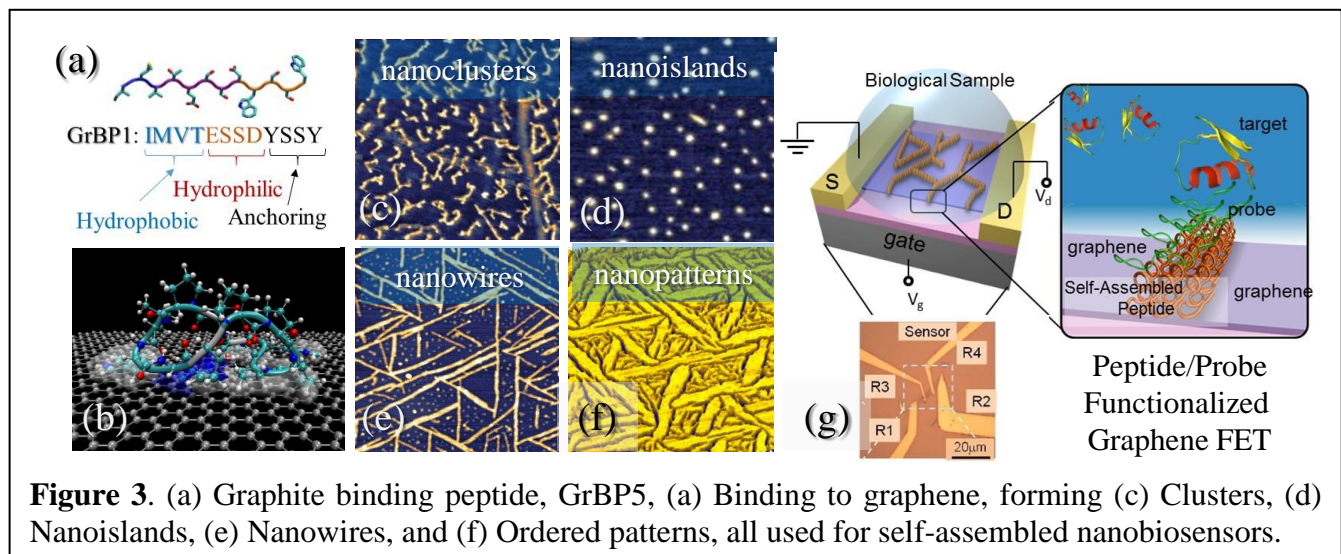 (a)
GrBP1: IMVTESSDYSSY
Hydrophilic
Anchoring
Hydrophobic
(b)
nanoclusters
(c)
nanoislands
(d)
nanowires
(e)
nanopatterns
(f)
Biological Sample
S
D
V_d
gate
V_g
Sensor
R4
R3
R2
R1
20μm
(g)
target
probe
graphene
Self-Assembled
Peptide
graphene
Peptide/Probe
Functionalized
Graphene FET
Figure 3. (a) Graphite binding peptide, GrBP5, (a) Binding to graphene, forming (c) Clusters, (d)
Nanoislands, (e) Nanowires, and (f) Ordered patterns, all used for self-assembled nanobiosensors.